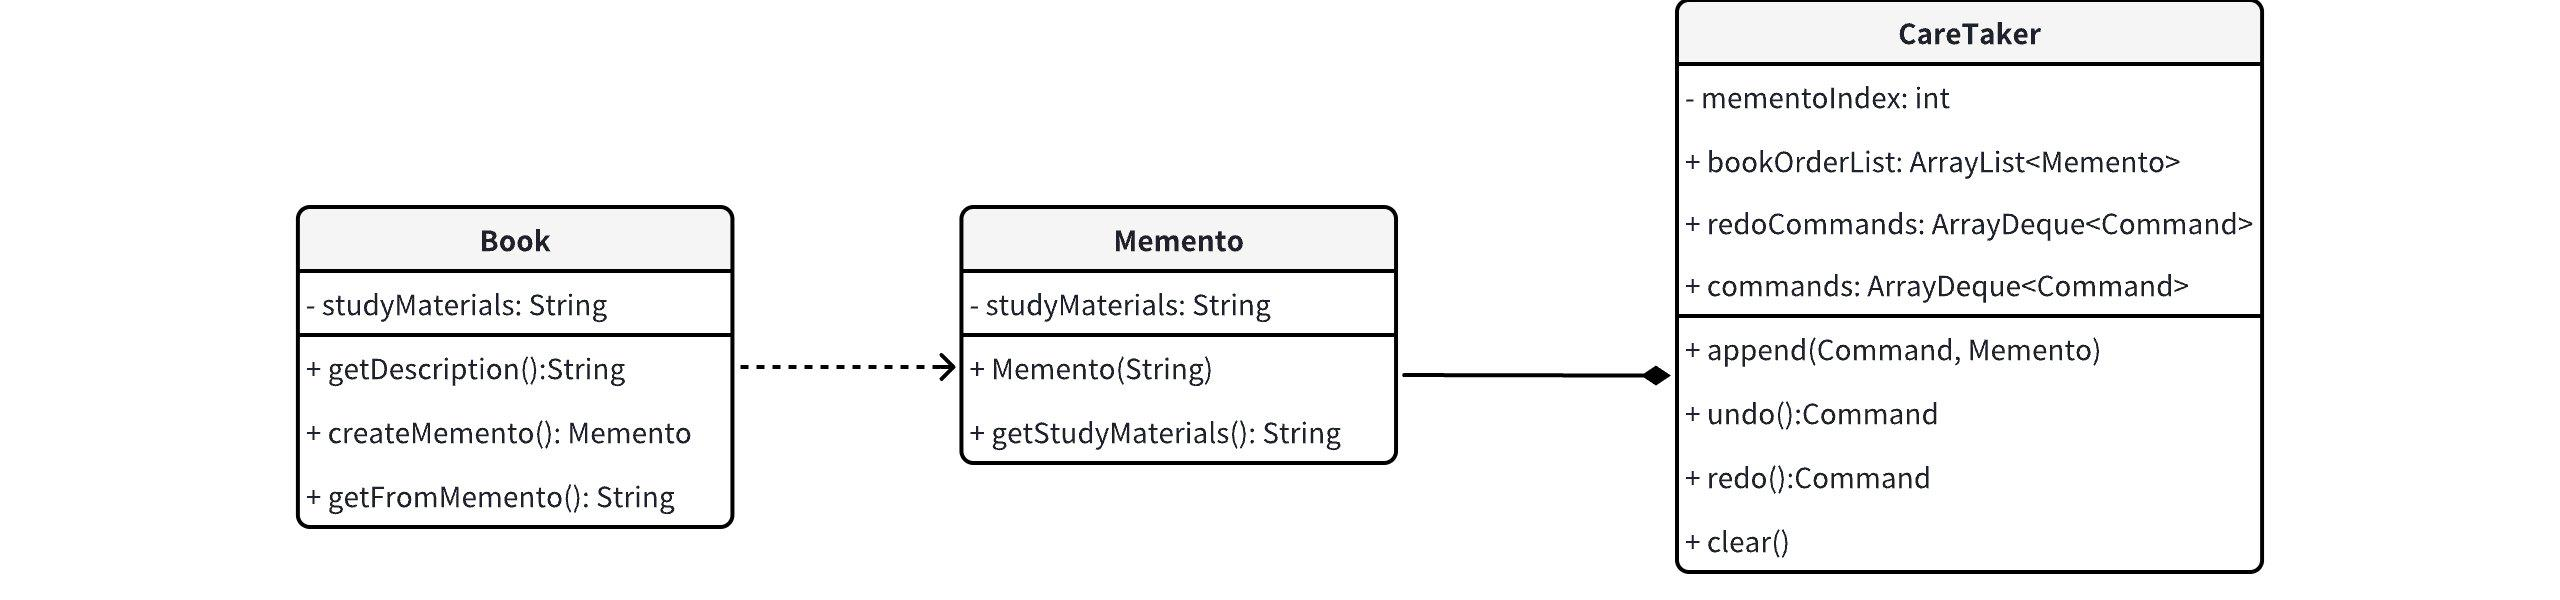 Book
- studyMaterials: String
+ getDescription():String
+ createMemento(): Memento
+ getFromMemento(): String
Memento
- studyMaterials: String
+ Memento(String)
+ getStudyMaterials(): String
CareTaker
- mementoIndex: int
+ bookOrderList: ArrayList<Memento>
+ redoCommands: ArrayDeque<Command>
+ commands: ArrayDeque<Command>
+ append(Command, Memento)
+ undo():Command
+ redo():Command
+ clear()